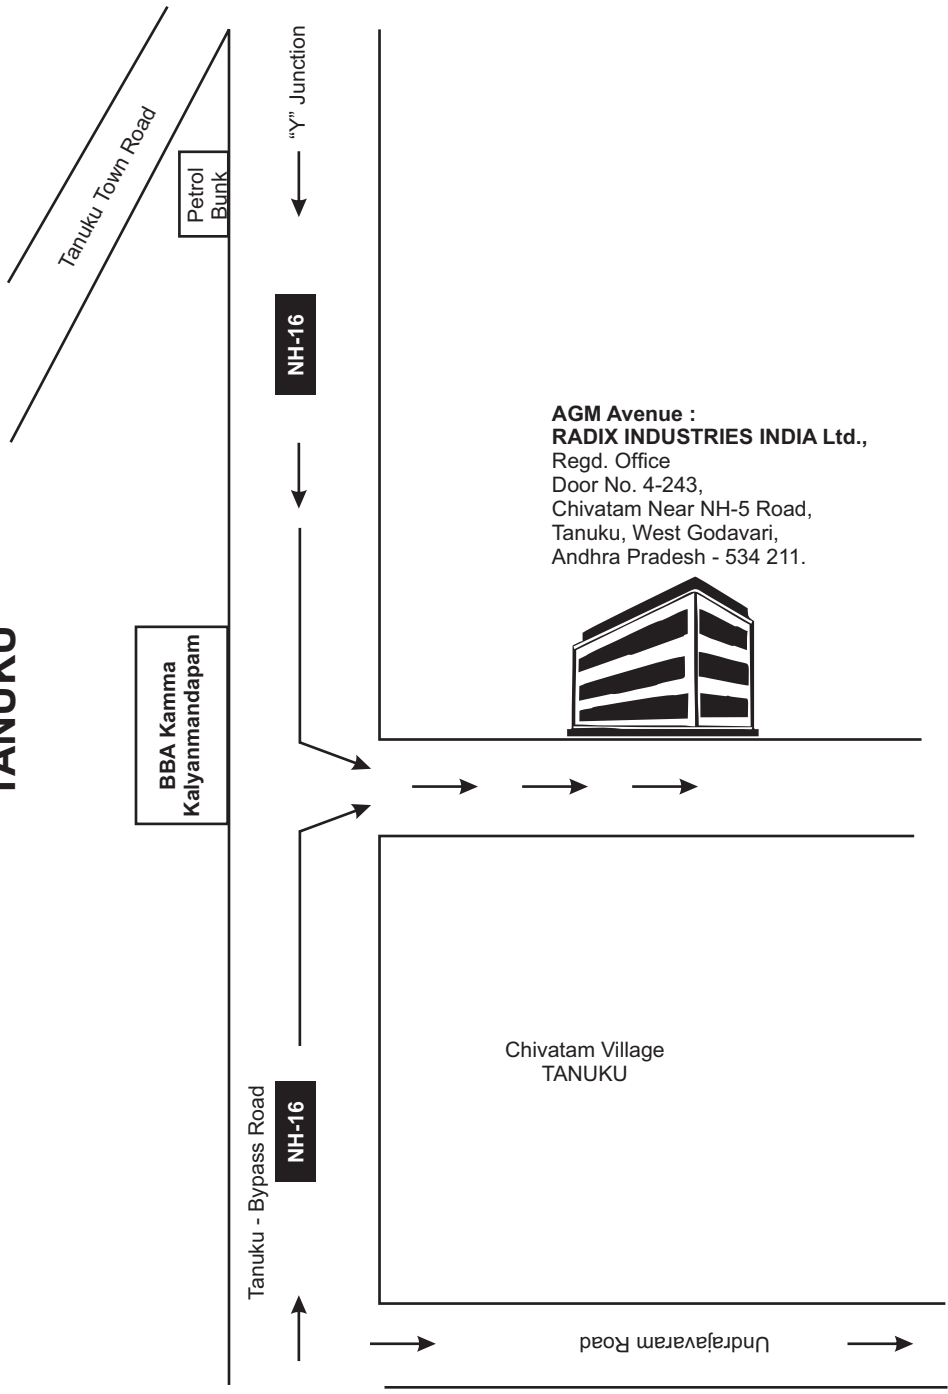 "Y" Junction
Tanuku Town Road
Petrol
Bunk
NH-16
AGM Avenue :
RADIX INDUSTRIES INDIA Ltd.,
Regd. Office
Door No. 4-243,
Chivatam Near NH-5 Road,
Tanuku, West Godavari,
Andhra Pradesh - 534 211.
TANUKU
BBA Kamma
Kalyanmandapam
Chivatam Village
TANUKU
Tanuku - Bypass Road
NH-16
Undrajavaram Road